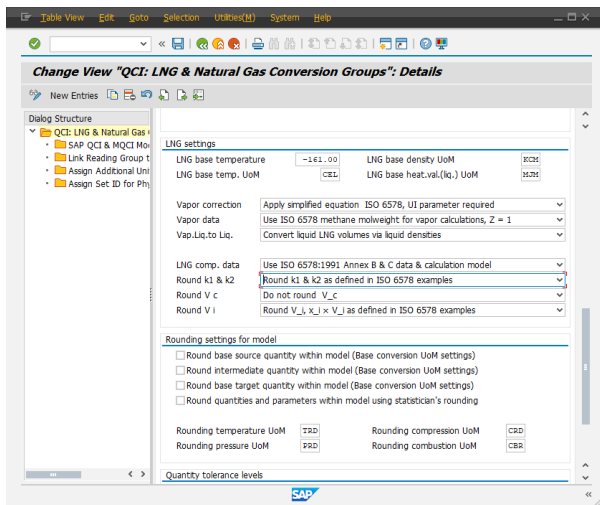 Table View Edit Goto Selection Utilities(M) System Help
Change View "QCI: LNG & Natural Gas Conversion Groups": Details
New Entries
Dialog Structure
QCI: LNG & Natural Gas
SAP QCI & MQCI Mo
Link Reading Group t
Assign Additional Uni
Assign Set ID for Phy
LNG settings
LNG base temperature -161.00 LNG base density UoM KCM
LNG base temp. UoM CEL LNG base heat.val.(liq.) UoM MJM
Vapor correction Apply simplified equation ISO 6578, UI parameter required
Vapor data Use ISO 6578 methane molweight for vapor calculations, Z = 1
Vap.Liq.to Liq. Convert liquid LNG volumes via liquid densities
LNG comp. data Use ISO 6578:1991 Annex B & C data & calculation model
Round k1 & k2 Round k1 & k2 as defined in ISO 6578 examples
Round V c Do not round V_c
Round V i Round V_i, x_i × V_i as defined in ISO 6578 examples
Rounding settings for model
Round base source quantity within model (Base conversion UoM settings)
Round intermediate quantity within model (Base conversion UoM settings)
Round base target quantity within model (Base conversion UoM settings)
Round quantities and parameters within model using statistician's rounding
Rounding temperature UoM TRD Rounding compression UoM CRD
Rounding pressure UoM PRD Rounding combustion UoM CBR
Quantity tolerance levels
SAP